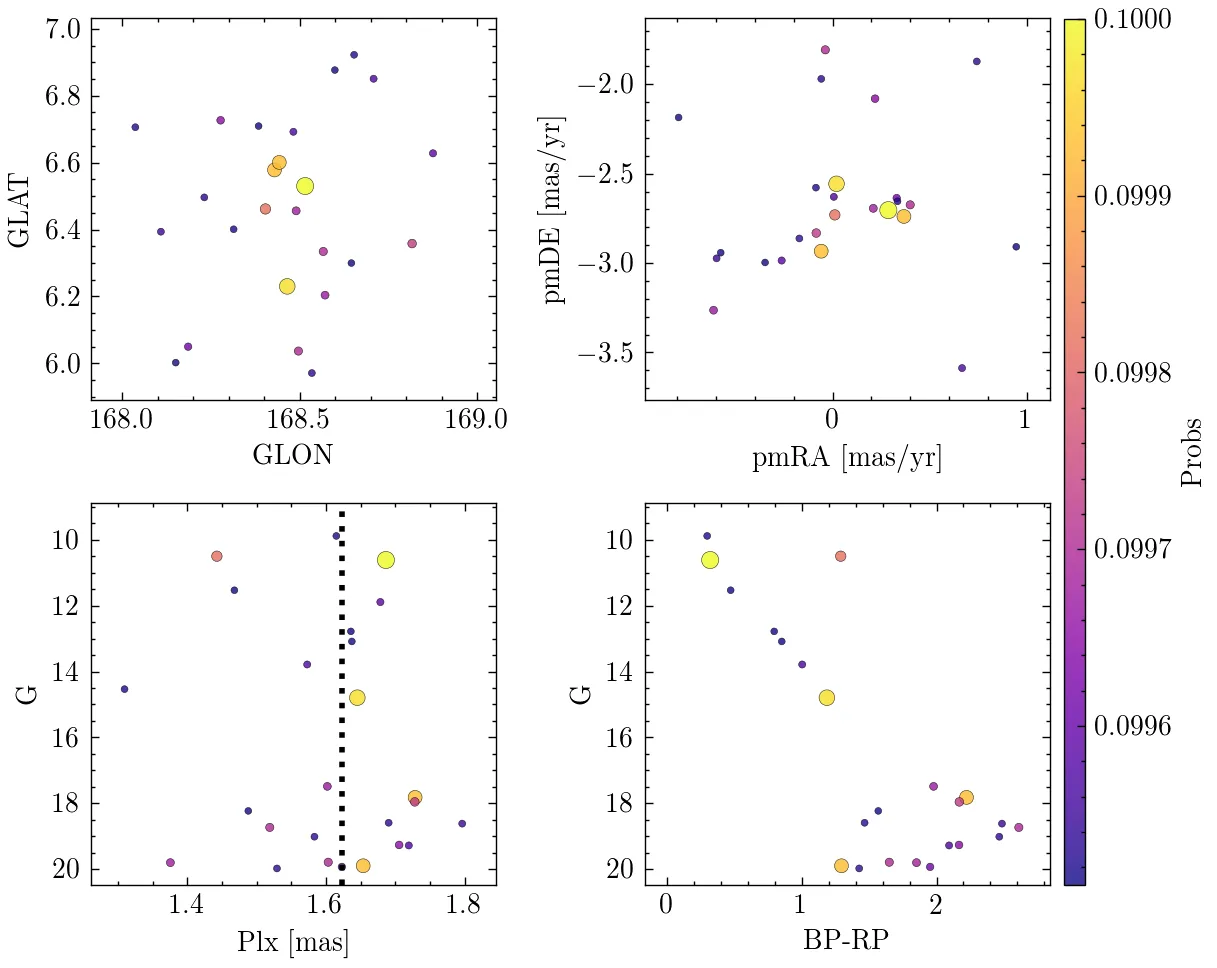 7.0
6.8
6.6
6.4
6.2
6.0
GLAT
168.0 168.5 169.0
GLON
−2.0
−2.5
−3.0
−3.5
pmDE [mas/yr]
0 1
pmRA [mas/yr]
0.1000
0.0999
0.0998
0.0997
0.0996
Probs
10
12
14
16
18
20
G
1.4 1.6 1.8
Plx [mas]
10
12
14
16
18
20
G
0 1 2
BP-RP